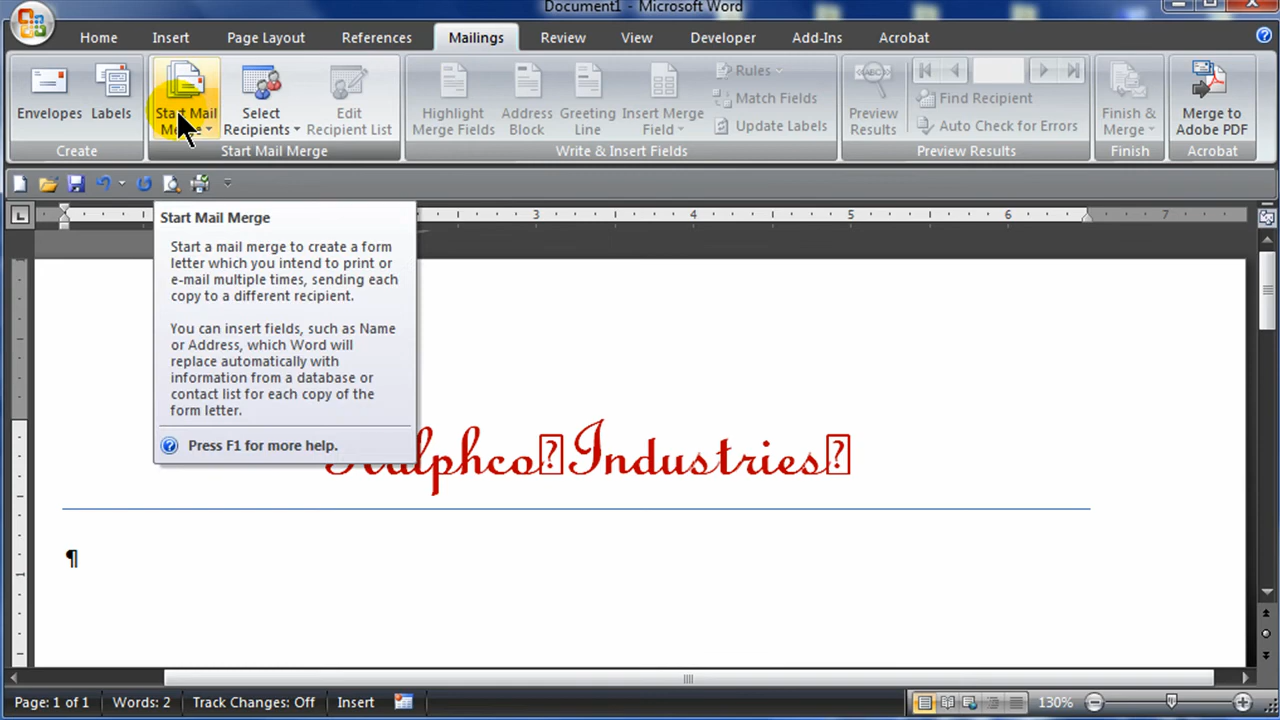 Document1 - Microsoft Word
Home Insert Page Layout References Mailings Review View Developer Add-Ins Acrobat
Envelopes Labels
Create
Start Mail Merge
Select Recipients
Edit Recipient List
Start Mail Merge
Highlight Merge Fields
Address Block
Greeting Line
Insert Merge Field
Rules
Match Fields
Update Labels
Write & Insert Fields
Preview Results
ABC
Find Recipient
Auto Check for Errors
Preview Results
Finish & Merge
Finish
Merge to Adobe PDF
Acrobat
3 4 5 6 7
Start Mail Merge
Start a mail merge to create a form
letter which you intend to print or
e-mail multiple times, sending each
copy to a different recipient.
You can insert fields, such as Name
or Address, which Word will
replace automatically with
information from a database or
contact list for each copy of the
form letter.
Press F1 for more help.
Industries
¶
Page: 1 of 1 Words: 2 Track Changes: Off Insert 130%